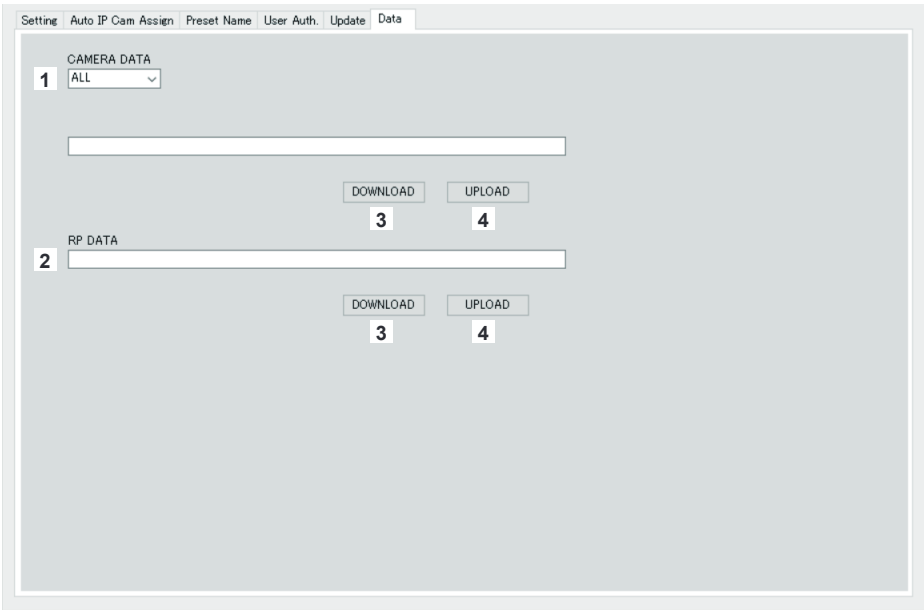 Setting Auto IP Cam Assign Preset Name User Auth. Update Data
CAMERA DATA
1 ALL
DOWNLOAD UPLOAD
3 4
RP DATA
2
DOWNLOAD UPLOAD
3 4